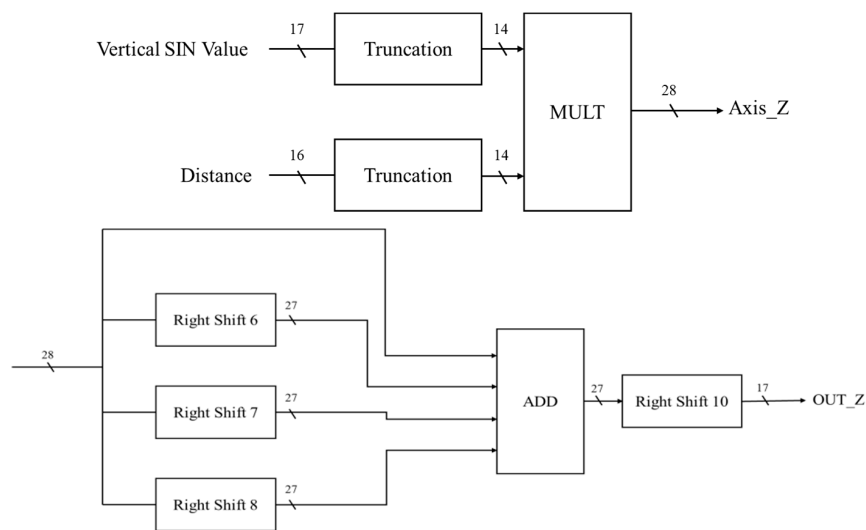 17
14
Vertical SIN Value
Truncation
28
MULT
Axis_Z
16
14
Distance
Truncation
27
Right Shift 6
28
27
Right Shift 7
ADD
27
Right Shift 10
17
OUT_Z
27
Right Shift 8